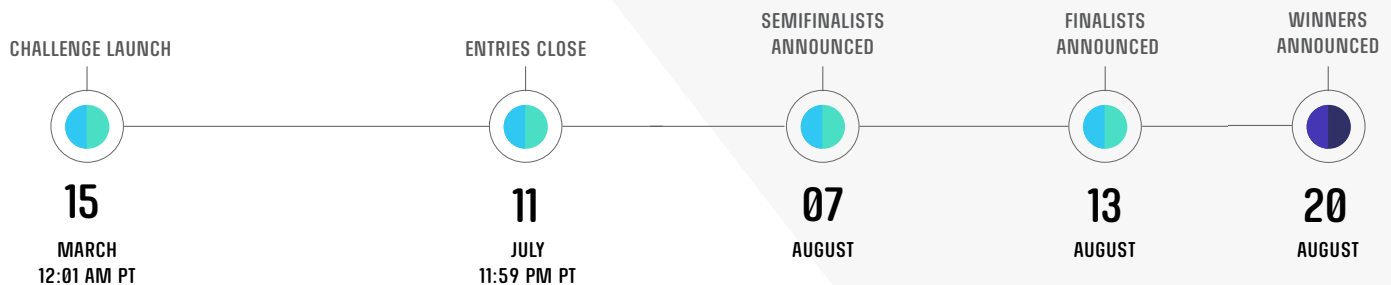 CHALLENGE LAUNCH
15
MARCH
12:01 AM PT
ENTRIES CLOSE
11
JULY
11:59 PM PT
SEMIFINALISTS
ANNOUNCED
07
AUGUST
FINALISTS
ANNOUNCED
13
AUGUST
WINNERS
ANNOUNCED
20
AUGUST